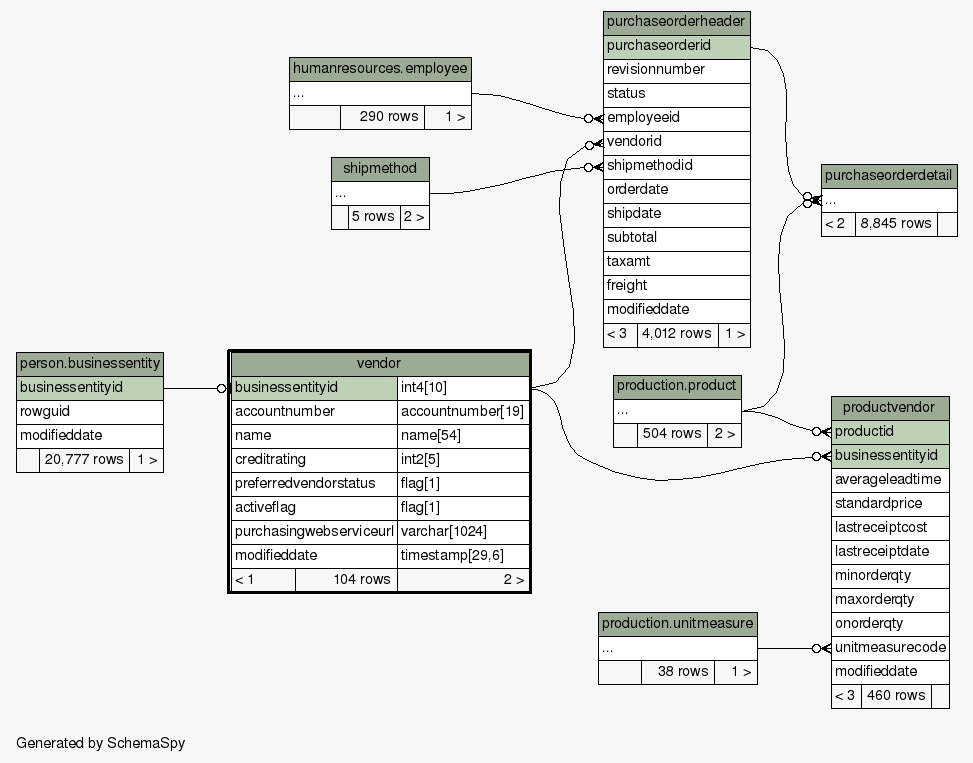 purchaseorderheader
purchaseorderid
revisionnumber
status
employeeid
vendorid
shipmethodid
orderdate
shipdate
subtotal
taxamt
freight
modifieddate
< 3 4,012 rows 1 >
humanresources.employee
...
290 rows 1 >
shipmethod
...
5 rows 2 >
purchaseorderdetail
...
< 2 8,845 rows
person.businessentity
businessentityid
rowguid
modifieddate
20,777 rows 1 >
vendor
businessentityid int4[10]
accountnumber accountnumber[19]
name name[54]
creditrating int2[5]
preferredvendorstatus flag[1]
activeflag flag[1]
purchasingwebserviceurl varchar[1024]
modifieddate timestamp[29,6]
< 1 104 rows 2 >
production.product
...
504 rows 2 >
productvendor
productid
businessentityid
averageleadtime
standardprice
lastreceiptcost
lastreceiptdate
minorderqty
maxorderqty
onorderqty
unitmeasurecode
modifieddate
< 3 460 rows
production.unitmeasure
...
38 rows 1 >
Generated by SchemaSpy